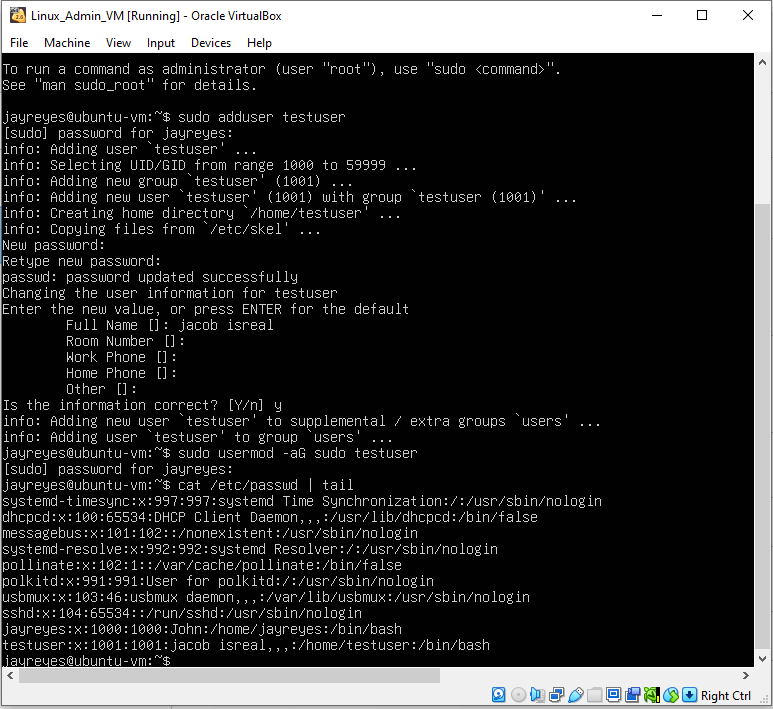 Linux_Admin_VM [Running] - Oracle VirtualBox
File Machine View Input Devices Help
To run a command as administrator (user "root"), use "sudo <command>".
See "man sudo_root" for details.
jayreyes@ubuntu-vm:~$ sudo adduser testuser
[sudo] password for jayreyes:
info: Adding user `testuser' ...
info: Selecting UID/GID from range 1000 to 59999 ...
info: Adding new group `testuser' (1001) ...
info: Adding new user `testuser' (1001) with group `testuser (1001)' ...
info: Creating home directory `/home/testuser' ...
info: Copying files from `/etc/skel' ...
New password:
Retype new password:
passwd: password updated successfully
Changing the user information for testuser
Enter the new value, or press ENTER for the default
        Full Name []: jacob isreal
        Room Number []:
        Work Phone []:
        Home Phone []:
        Other []:
Is the information correct? [Y/n] y
info: Adding new user `testuser' to supplemental / extra groups `users' ...
info: Adding user `testuser' to group `users' ...
jayreyes@ubuntu-vm:~$ sudo usermod -aG sudo testuser
[sudo] password for jayreyes:
jayreyes@ubuntu-vm:~$ cat /etc/passwd | tail
systemd-timesync:x:997:997:systemd Time Synchronization:/:/usr/sbin/nologin
dhcpcd:x:100:65534:DHCP Client Daemon,,,:/usr/lib/dhcpcd:/bin/false
messagebus:x:101:102::/nonexistent:/usr/sbin/nologin
systemd-resolve:x:992:992:systemd Resolver:/:/usr/sbin/nologin
pollinate:x:102:1::/var/cache/pollinate:/bin/false
polkitd:x:991:991:User for polkitd:/:/usr/sbin/nologin
usbmux:x:103:46:usbmux daemon,,,:/var/lib/usbmux:/usr/sbin/nologin
sshd:x:104:65534::/run/sshd:/usr/sbin/nologin
jayreyes:x:1000:1000:John:/home/jayreyes:/bin/bash
testuser:x:1001:1001:jacob isreal,,,:/home/testuser:/bin/bash
jayreyes@ubuntu-vm:~$
Right Ctrl